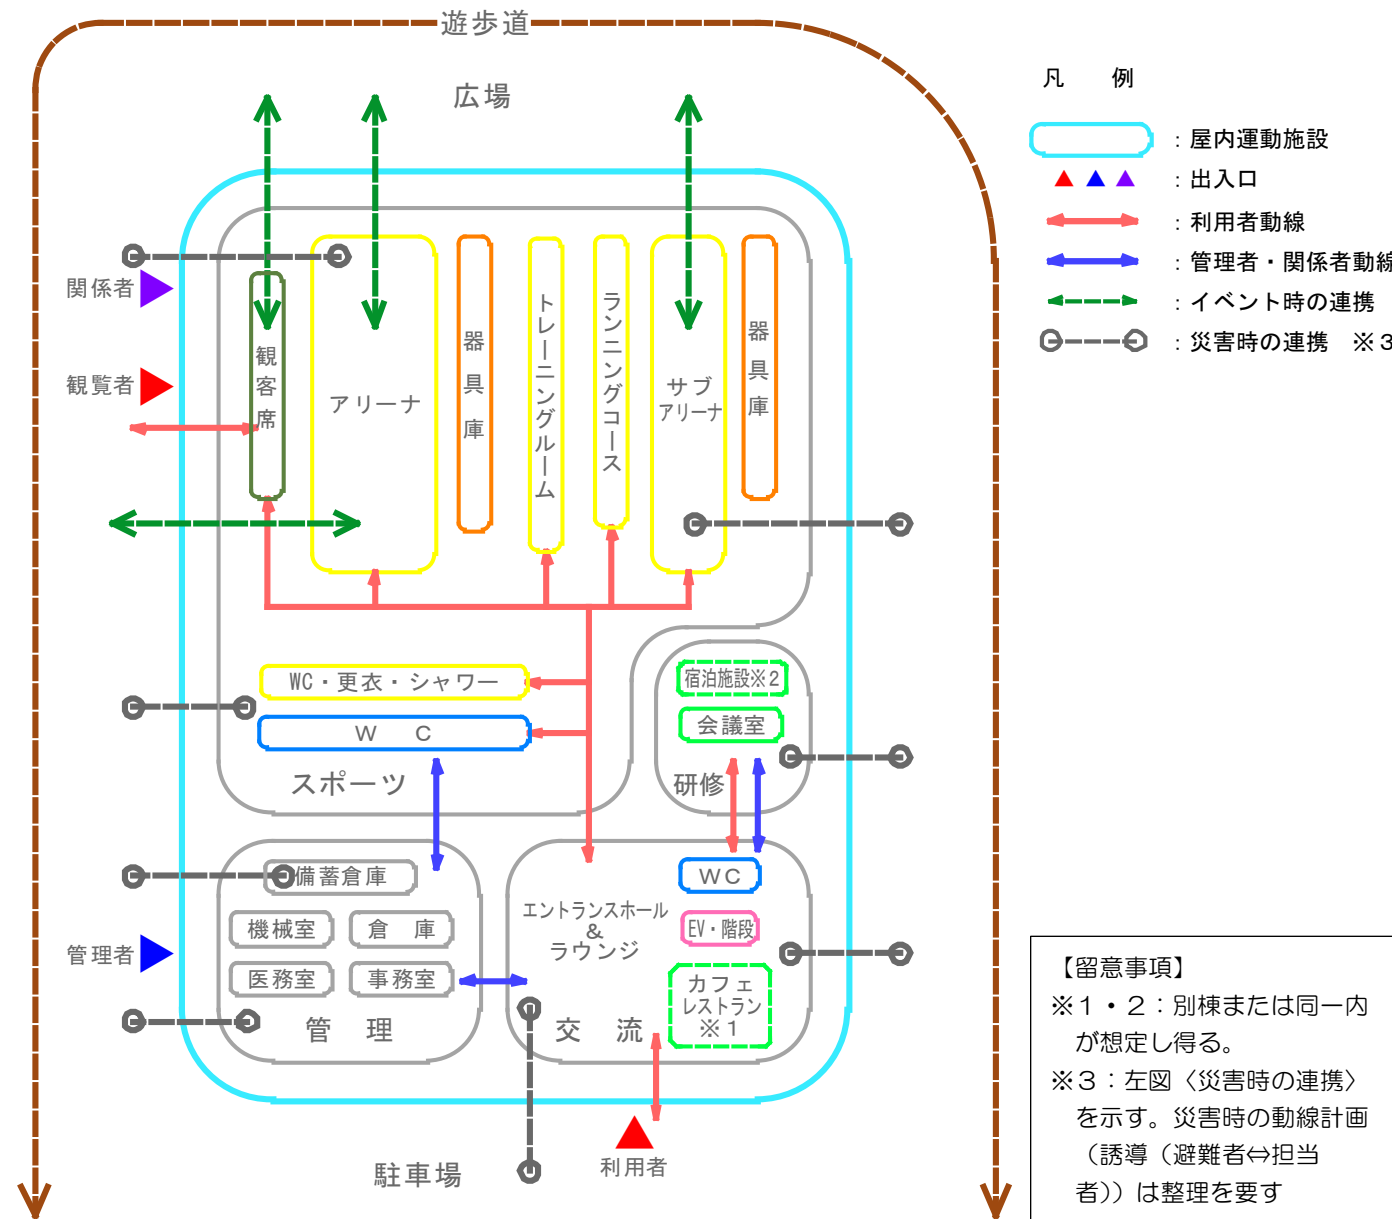 遊歩道
広場
凡　例
：屋内運動施設
：出入口
：利用者動線
：管理者・関係者動線
：イベント時の連携
：災害時の連携　※3
関係者
観覧者
観客席
アリーナ
器具庫
トレーニングルーム
ランニングコース
サブ
アリーナ
器具庫
WC・更衣・シャワー
ＷＣ
スポーツ
宿泊施設※2
会議室
研修
備蓄倉庫
機械室
倉　庫
医務室
事務室
管　理
管理者
エントランスホール
&
ラウンジ
WC
EV・階段
カフェ
レストラン
※１
交　流
駐車場
利用者
【留意事項】
※１・２：別棟または同一内
が想定し得る。
※３：左図〈災害時の連携〉
を示す。災害時の動線計画
（誘導（避難者⇔担当
者））は整理を要す